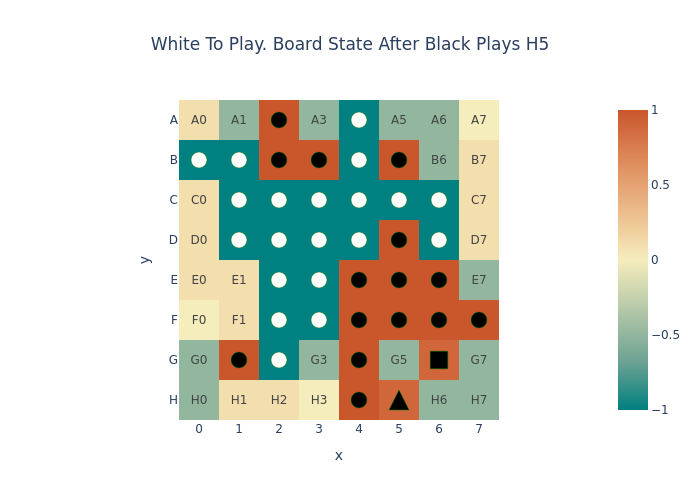 White To Play. Board State After Black Plays H5
A A0 A1 A3 A5 A6 A7
B B6 B7
C C0 C7
D D0 D7
E E0 E1 E7
F F0 F1
G G0 G3 G5 G7
H H0 H1 H2 H3 H6 H7
0 1 2 3 4 5 6 7
x
y
1
0.5
0
−0.5
−1